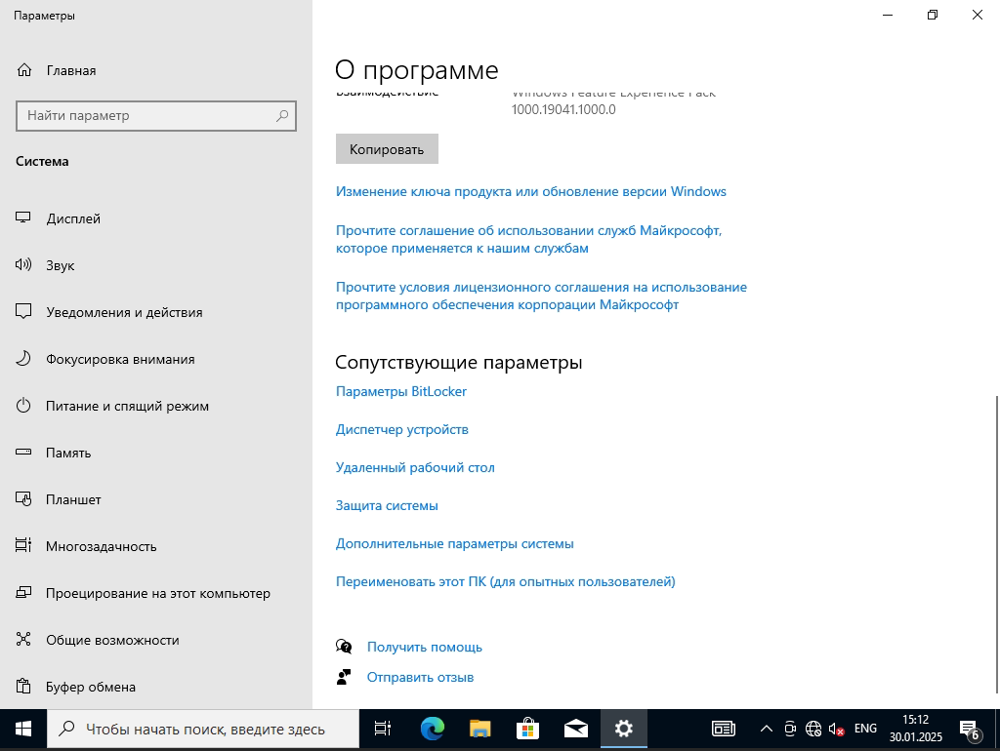 Параметры
Главная
Найти параметр
Система
Дисплей
Звук
Уведомления и действия
Фокусировка внимания
Питание и спящий режим
Память
Планшет
Многозадачность
Проецирование на этот компьютер
Общие возможности
Буфер обмена
О программе
Взаимодействие
Windows Feature Experience Pack
1000.19041.1000.0
Копировать
Изменение ключа продукта или обновление версии Windows
Прочтите соглашение об использовании служб Майкрософт,
которое применяется к нашим службам
Прочтите условия лицензионного соглашения на использование
программного обеспечения корпорации Майкрософт
Сопутствующие параметры
Параметры BitLocker
Диспетчер устройств
Удаленный рабочий стол
Защита системы
Дополнительные параметры системы
Переименовать этот ПК (для опытных пользователей)
Получить помощь
Отправить отзыв
Чтобы начать поиск, введите здесь
ENG
15:12
30.01.2025
6